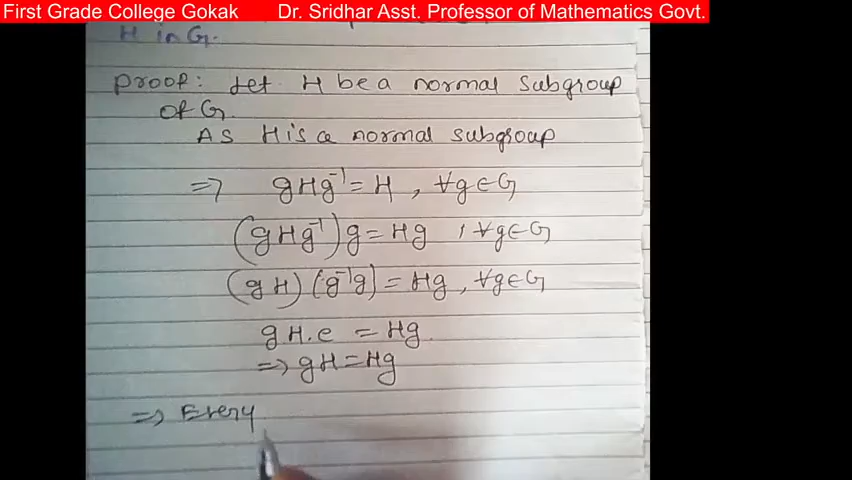 First Grade College Gokak Dr. Sridhar Asst. Professor of Mathematics Govt.
H in G.
proof: Let H be a normal subgroup
of G.
As H is a normal subgroup
=> gHg⁻¹ = H , ∀g∈G
(gHg⁻¹)g = Hg , ∀g∈G
(gH)(g⁻¹g) = Hg , ∀g∈G
gH.e = Hg.
=> gH = Hg
=> Every